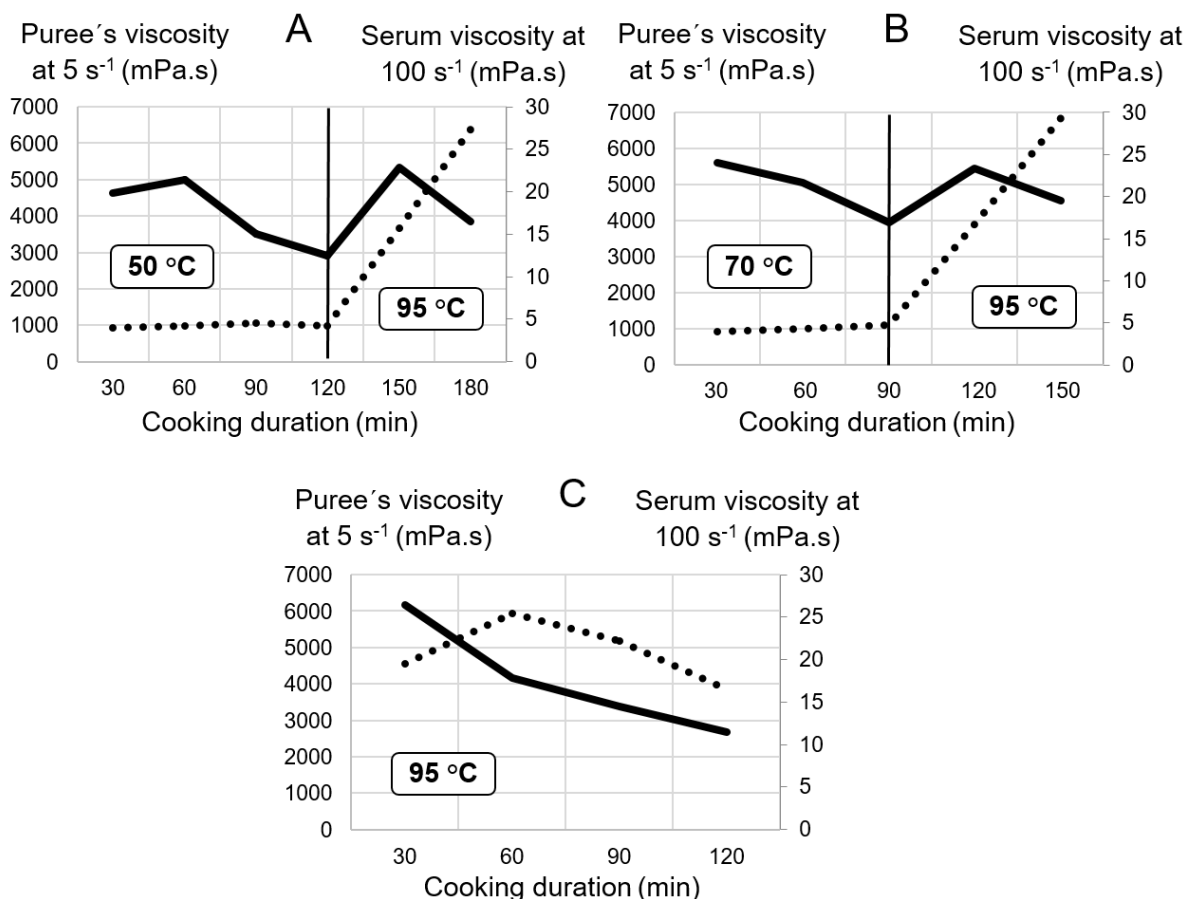 Puree´s viscosity
at 5 s⁻¹ (mPa.s)
A
Serum viscosity at
100 s⁻¹ (mPa.s)
7000
6000
5000
4000
3000
2000
1000
0
30
25
20
15
10
5
0
50 °C
95 °C
30 60 90 120 150 180
Cooking duration (min)
Puree´s viscosity
at 5 s⁻¹ (mPa.s)
B
Serum viscosity at
100 s⁻¹ (mPa.s)
7000
6000
5000
4000
3000
2000
1000
0
30
25
20
15
10
5
0
70 °C
95 °C
30 60 90 120 150
Cooking duration (min)
Puree´s viscosity
at 5 s⁻¹ (mPa.s)
C
Serum viscosity at
100 s⁻¹ (mPa.s)
7000
6000
5000
4000
3000
2000
1000
0
30
25
20
15
10
5
0
95 °C
30 60 90 120
Cooking duration (min)